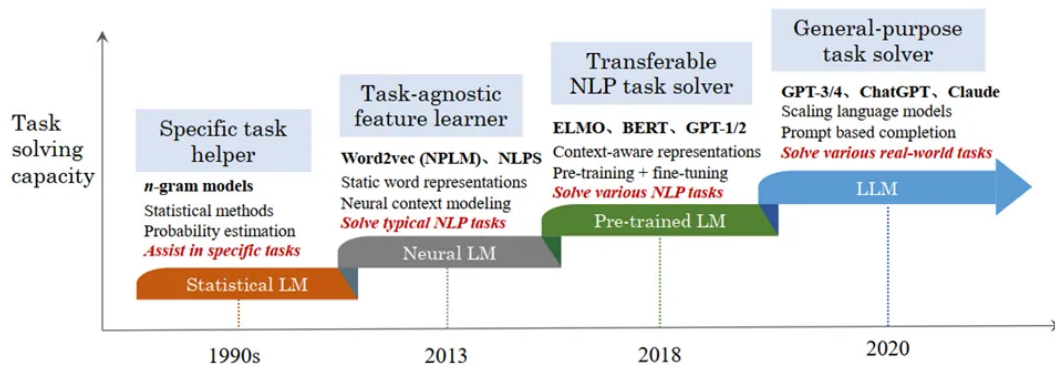 Task
solving
capacity
Specific task
helper
n-gram models
Statistical methods
Probability estimation
Assist in specific tasks
Statistical LM
1990s
Task-agnostic
feature learner
Word2vec (NPLM)、NLPS
Static word representations
Neural context modeling
Solve typical NLP tasks
Neural LM
2013
Transferable
NLP task solver
ELMO、BERT、GPT-1/2
Context-aware representations
Pre-training + fine-tuning
Solve various NLP tasks
Pre-trained LM
2018
General-purpose
task solver
GPT-3/4、ChatGPT、Claude
Scaling language models
Prompt based completion
Solve various real-world tasks
LLM
2020